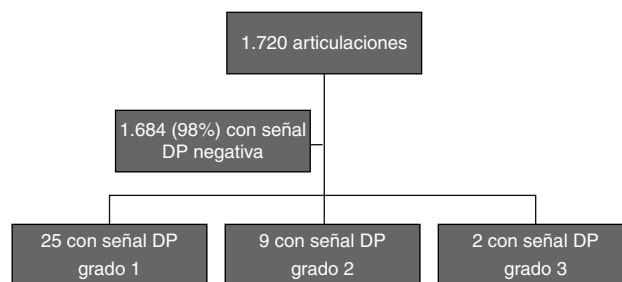 1.720 articulaciones
1.684 (98%) con señal
DP negativa
25 con señal DP
grado 1
9 con señal DP
grado 2
2 con señal DP
grado 3